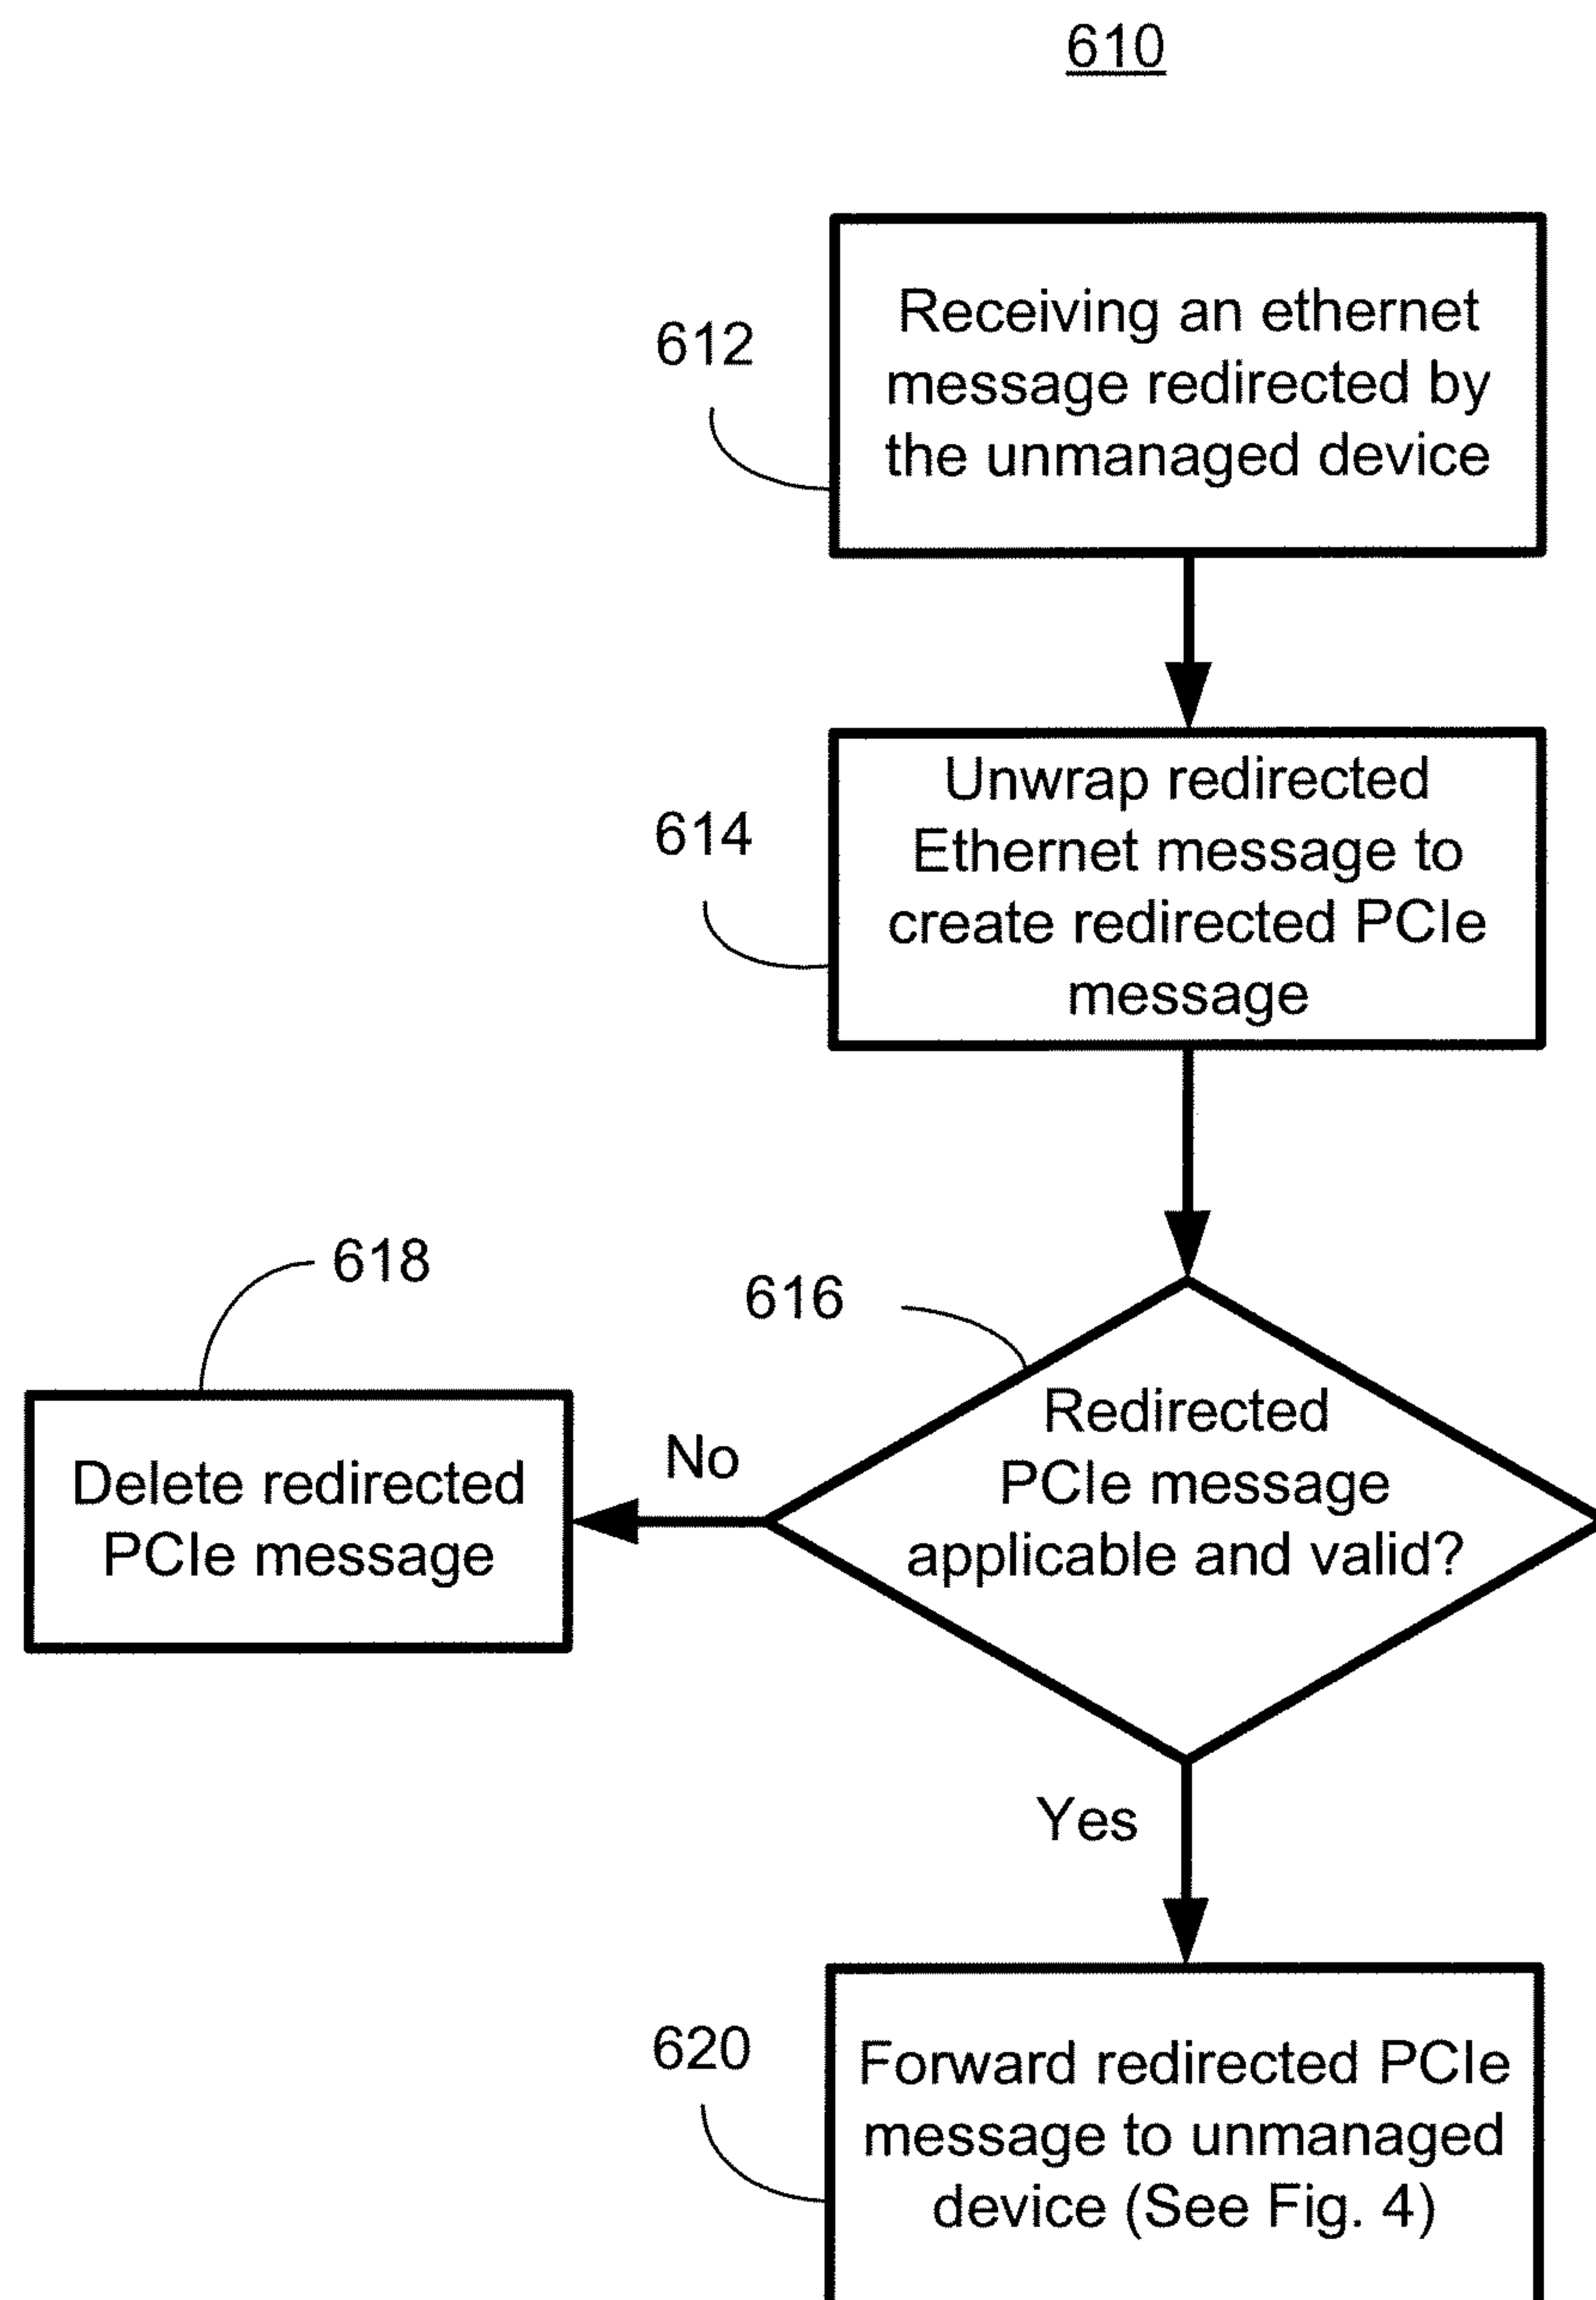 610
612
Receiving an ethernet
message redirected by
the unmanaged device
614
Unwrap redirected
Ethernet message to
create redirected PCIe
message
618
616
Delete redirected
PCIe message
No
Redirected
PCIe message
applicable and valid?
Yes
620
Forward redirected PCIe
message to unmanaged
device (See Fig. 4)